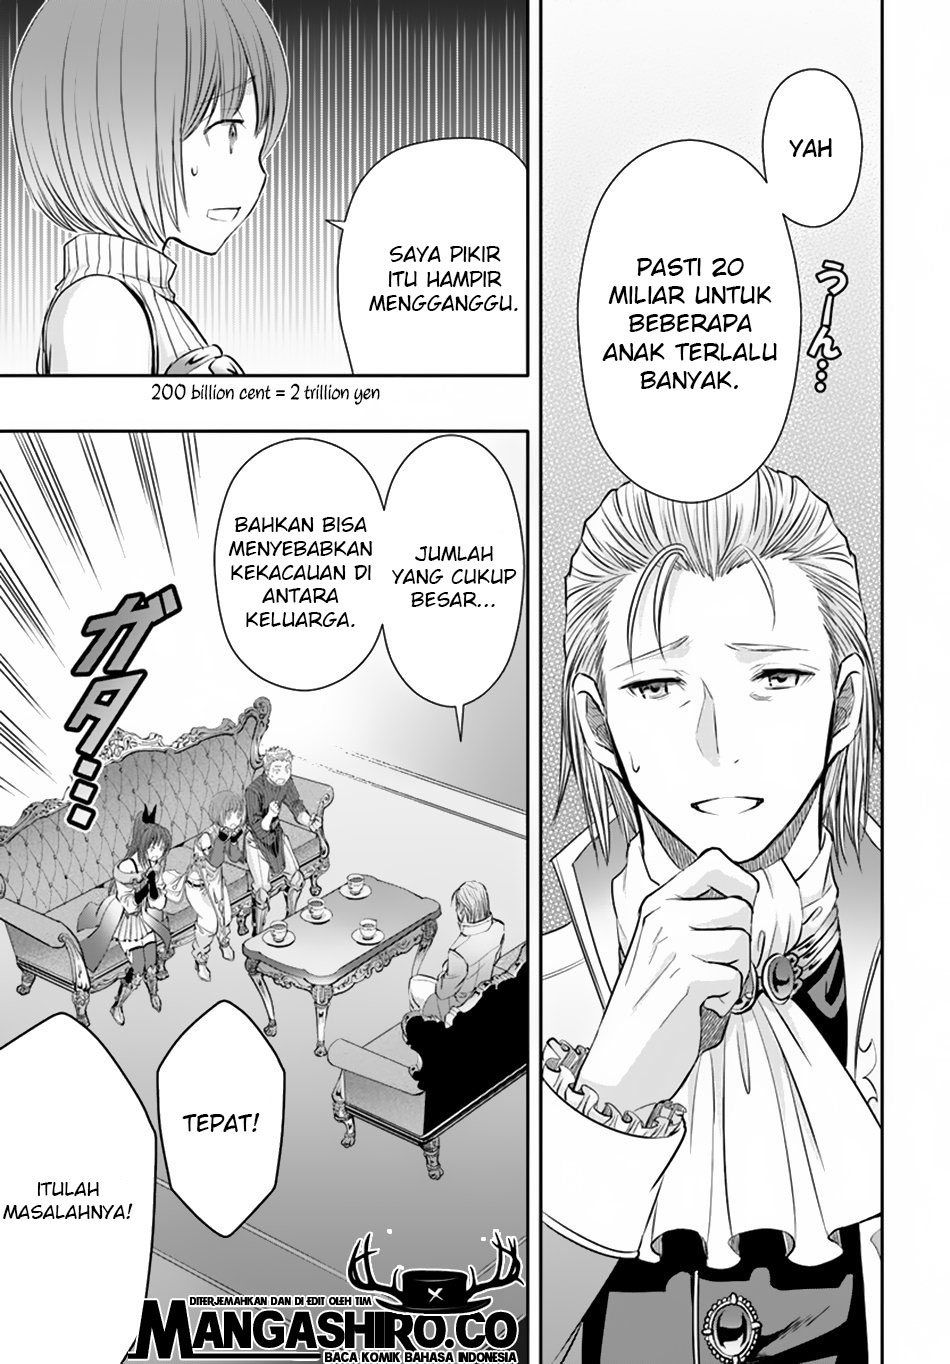 YAH
PASTI 20
MILIAR UNTUK
BEBERAPA
ANAK TERLALU
BANYAK.
うーん…
SAYA PIKIR
ITU HAMPIR
MENGGANGGU.
200 billion cent = 2 trillion yen
JUMLAH
YANG CUKUP
BESAR...
BAHKAN BISA
MENYEBABKAN
KEKACAUAN DI
ANTARA
KELUARGA.
ガタ…
TEPAT!
ITULAH
MASALAHNYA!
DITERJEMAHKAN DAN DI EDIT OLEH TIM
MANGASHIRO.CO
BACA KOMIK BAHASA INDONESIA